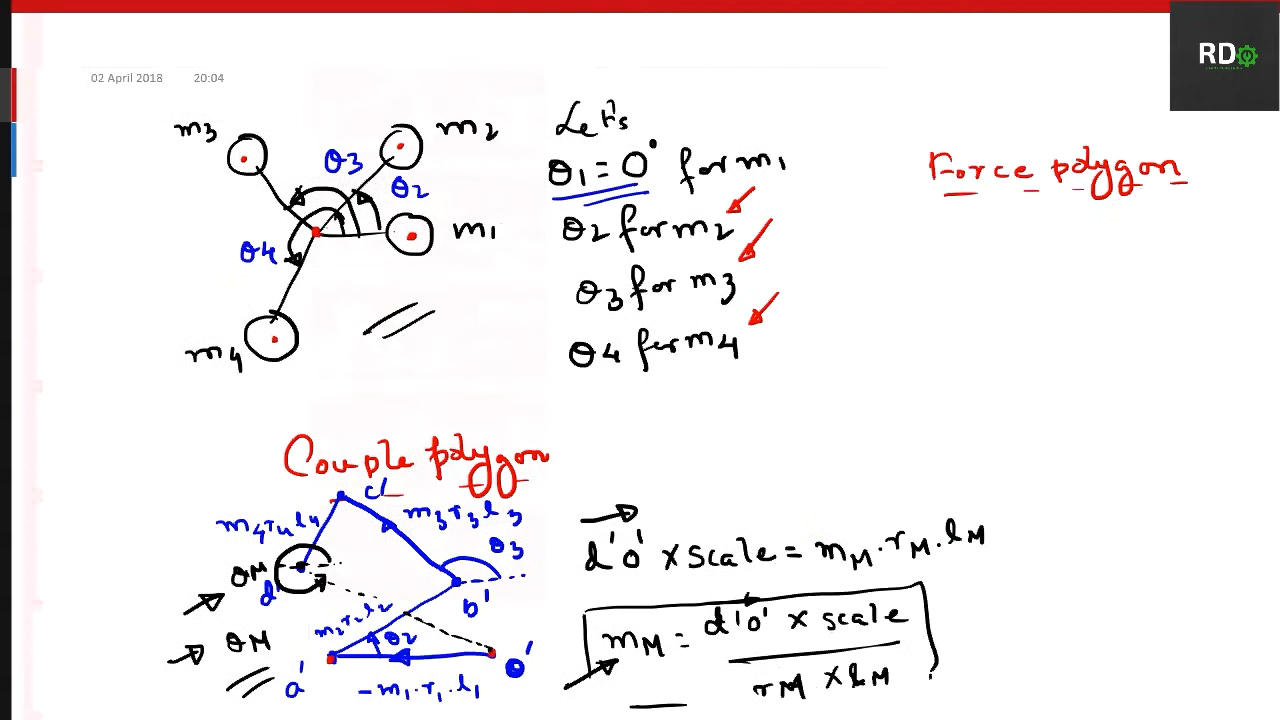 RD
02 April 2018 20:04
m3
m2
θ3
θ2
m1
θ4
m4
Let's
θ1 = 0° for m1
θ2 for m2
θ3 for m3
θ4 for m4
Force polygon
Couple polygon
c'
m4r4l4
m3r3l3
θ3
θM
d'
b'
m2r2l2
θ2
θM
a'
o'
-m1·r1·l1
d'o' × scale = mM·rM·lM
mM = d'o' × scale
rM × lM